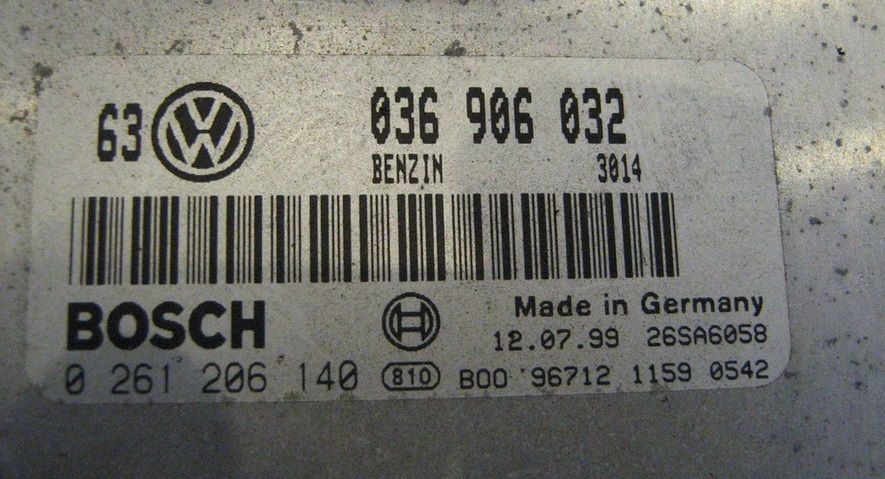 63 VW 036 906 032
BENZIN 3014
BOSCH Made in Germany
12.07.99 26SA6058
0 261 206 140 810 B00 96712 1159 0542